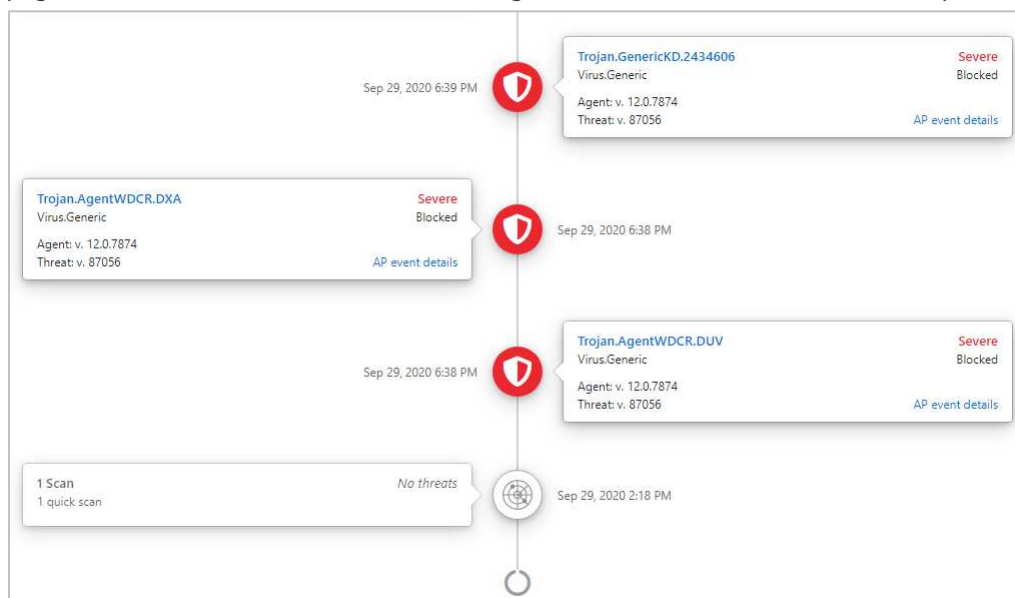 Sep 29, 2020 6:39 PM
Trojan.GenericKD.2434606 Severe
Virus.Generic Blocked
Agent: v. 12.0.7874
Threat: v. 87056 AP event details
Trojan.AgentWDCR.DXA Severe
Virus.Generic Blocked
Agent: v. 12.0.7874
Threat: v. 87056 AP event details
Sep 29, 2020 6:38 PM
Sep 29, 2020 6:38 PM
Trojan.AgentWDCR.DUV Severe
Virus.Generic Blocked
Agent: v. 12.0.7874
Threat: v. 87056 AP event details
1 Scan No threats
1 quick scan
Sep 29, 2020 2:18 PM